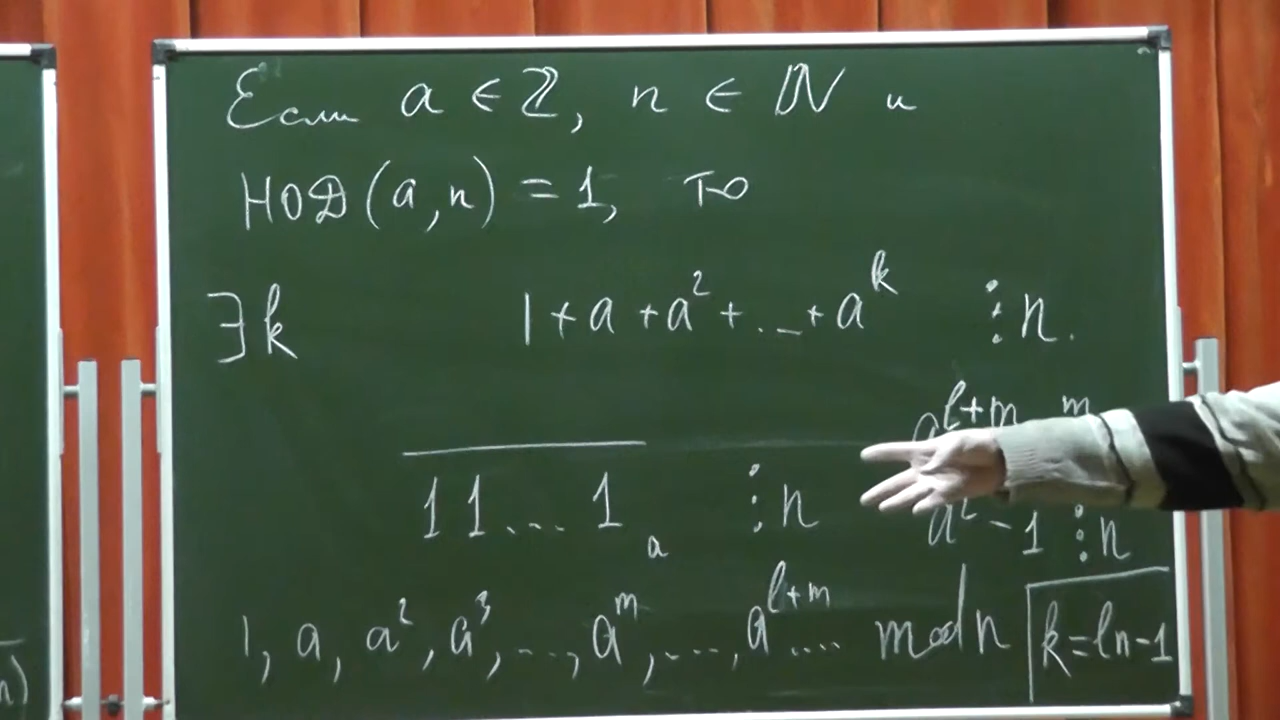 Если a ∈ ℤ, n ∈ ℕ и
НОД(a,n) = 1, то
∃k 1+a+a²+...+a^k ⋮ n.
a^{l+m} m
11...1_a ⋮ n
a^l - 1 ⋮ n
1, a, a², a³, ..., a^m, ..., a^{l+m} .... mod n
k = ln-1
n)